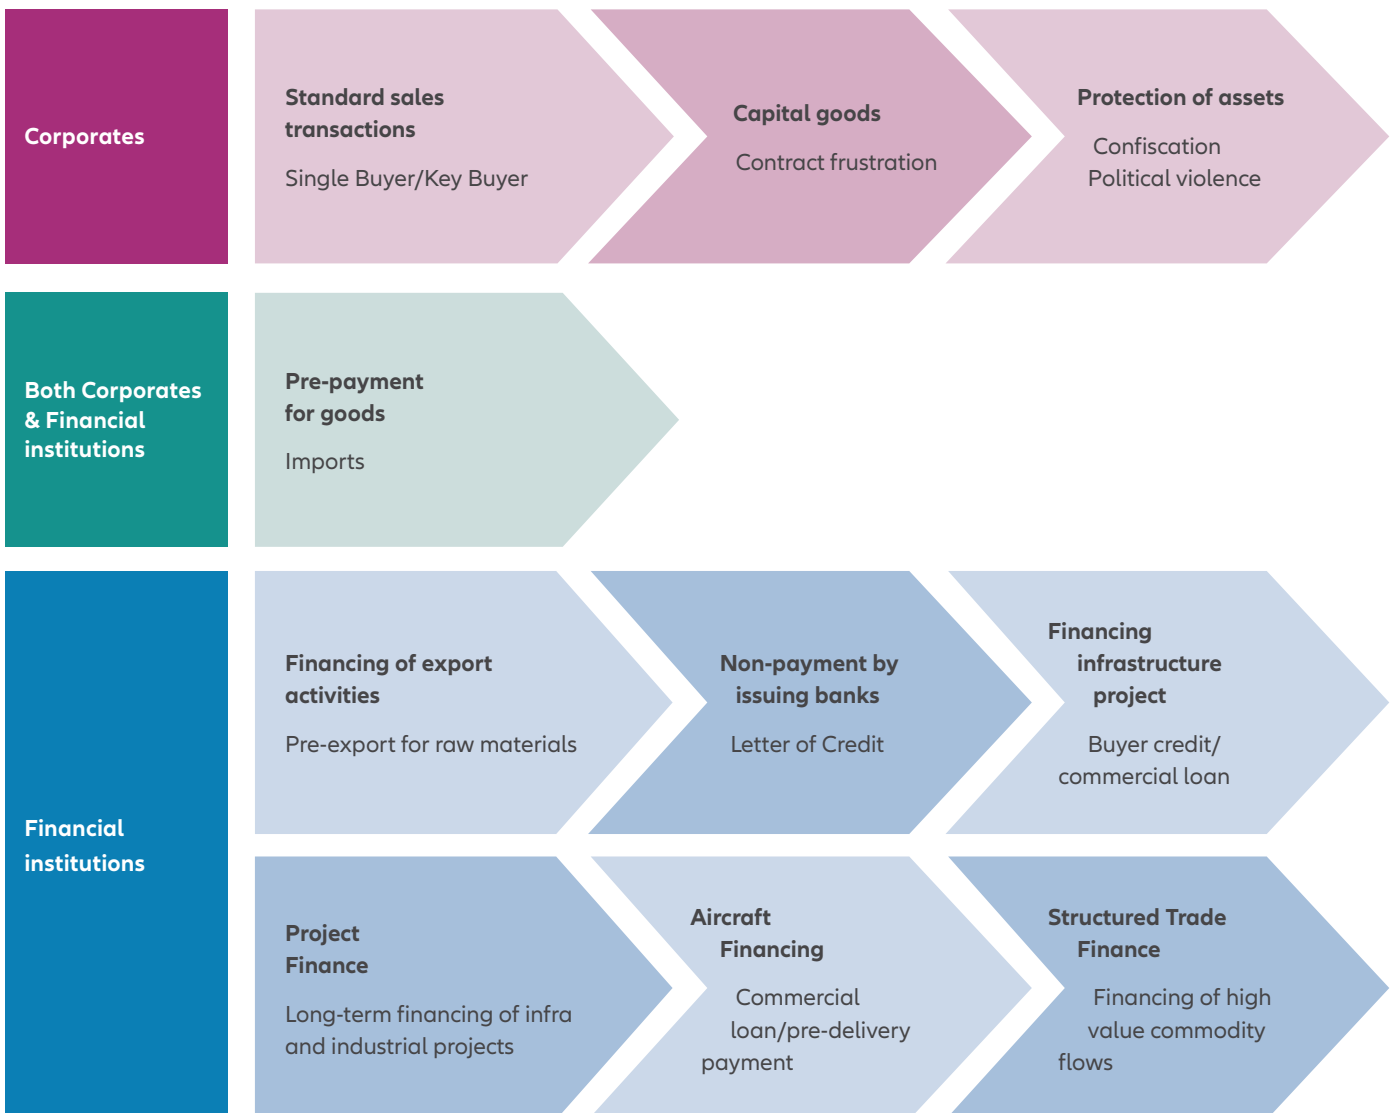 Corporates
Standard sales
transactions
Single Buyer/Key Buyer
Capital goods
Contract frustration
Protection of assets
Confiscation
Political violence
Both Corporates
& Financial
institutions
Pre-payment
for goods
Imports
Financial
institutions
Financing of export
activities
Pre-export for raw materials
Non-payment by
issuing banks
Letter of Credit
Financing
infrastructure
project
Buyer credit/
commercial loan
Project
Finance
Long-term financing of infra
and industrial projects
Aircraft
Financing
Commercial
loan/pre-delivery
payment
Structured Trade
Finance
Financing of high
value commodity
flows